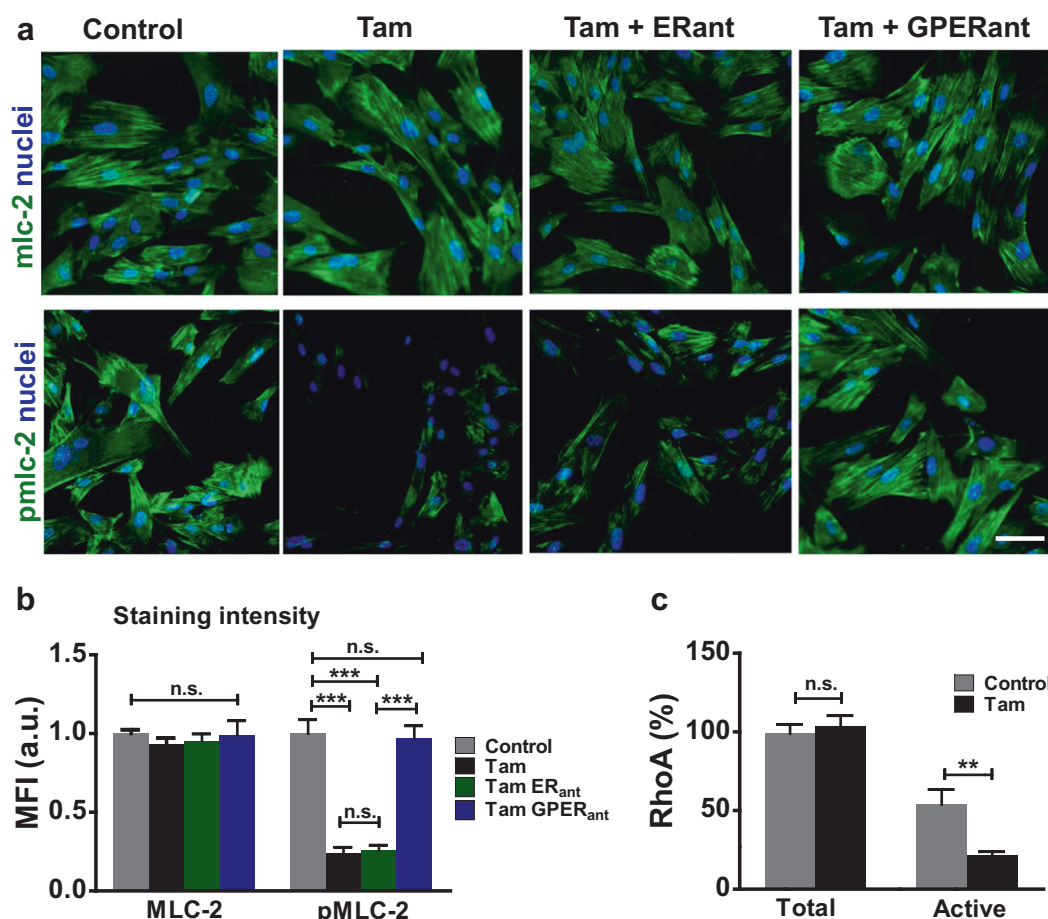 a
Control
Tam
Tam + ERant
Tam + GPERant
mlc-2 nuclei
pmlc-2 nuclei
b
Staining intensity
MFI (a.u.)
1.5
1.0
0.5
0.0
n.s.
n.s.
***
***
***
n.s.
MLC-2
pMLC-2
Control
Tam
Tam ERant
Tam GPERant
c
RhoA (%)
150
100
50
0
n.s.
**
Control
Tam
Total
Active